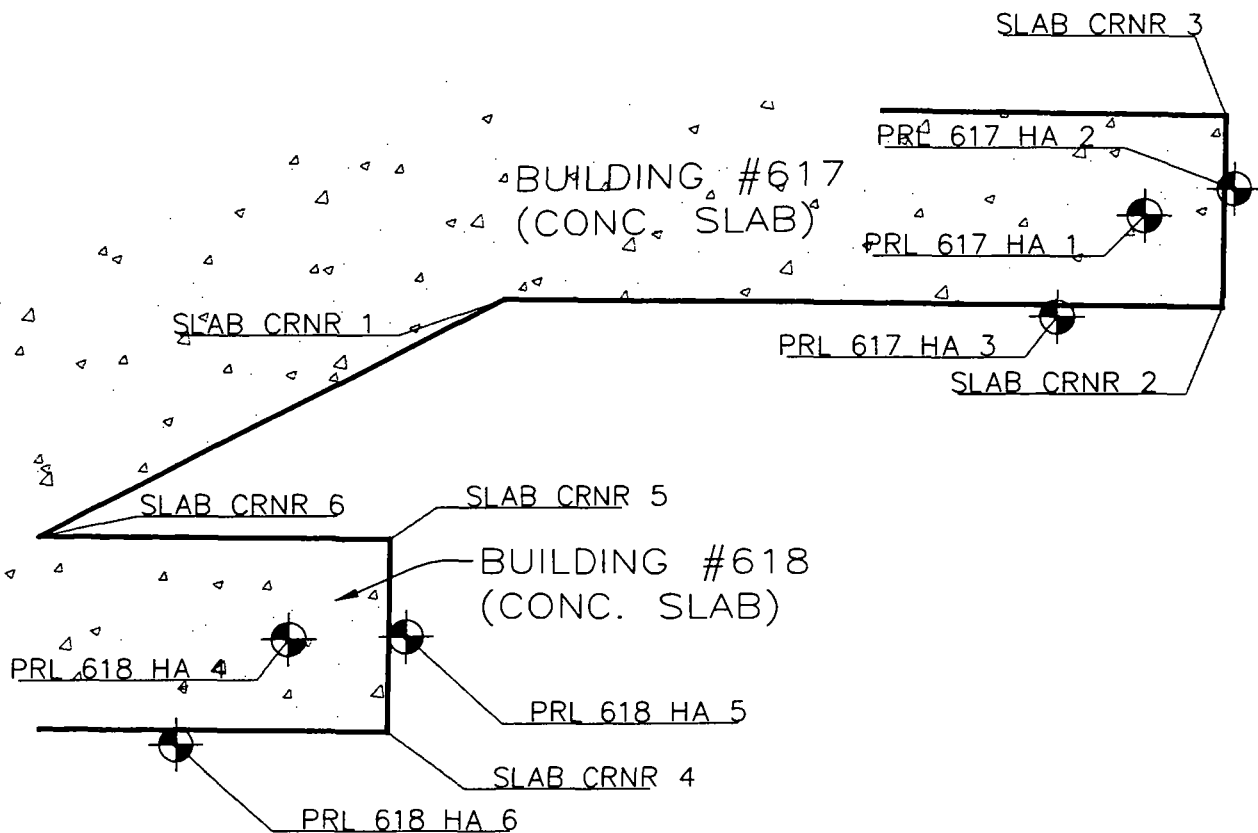 SLAB CRNR 3
PRL 617 HA 2
BUILDING #617
(CONC. SLAB)
PRL 617 HA 1
SLAB CRNR 1
PRL 617 HA 3
SLAB CRNR 2
SLAB CRNR 6
SLAB CRNR 5
BUILDING #618
(CONC. SLAB)
PRL 618 HA 4
PRL 618 HA 5
SLAB CRNR 4
PRL 618 HA 6